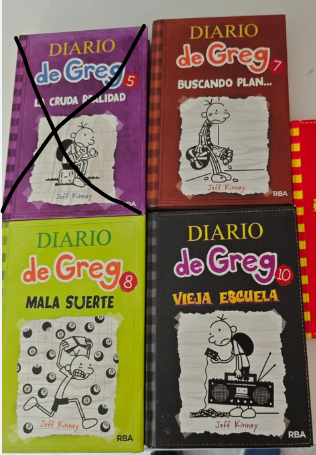 DIARIO
de Greg 5
LA CRUDA REALIDAD
Jeff Kinney
RBA
DIARIO
de Greg 7
BUSCANDO PLAN...
Jeff Kinney
RBA
DIARIO
de Greg 8
MALA SUERTE
Jeff Kinney
RBA
DIARIO
de Greg 10
VIEJA ESCUELA
Jeff Kinney
RBA